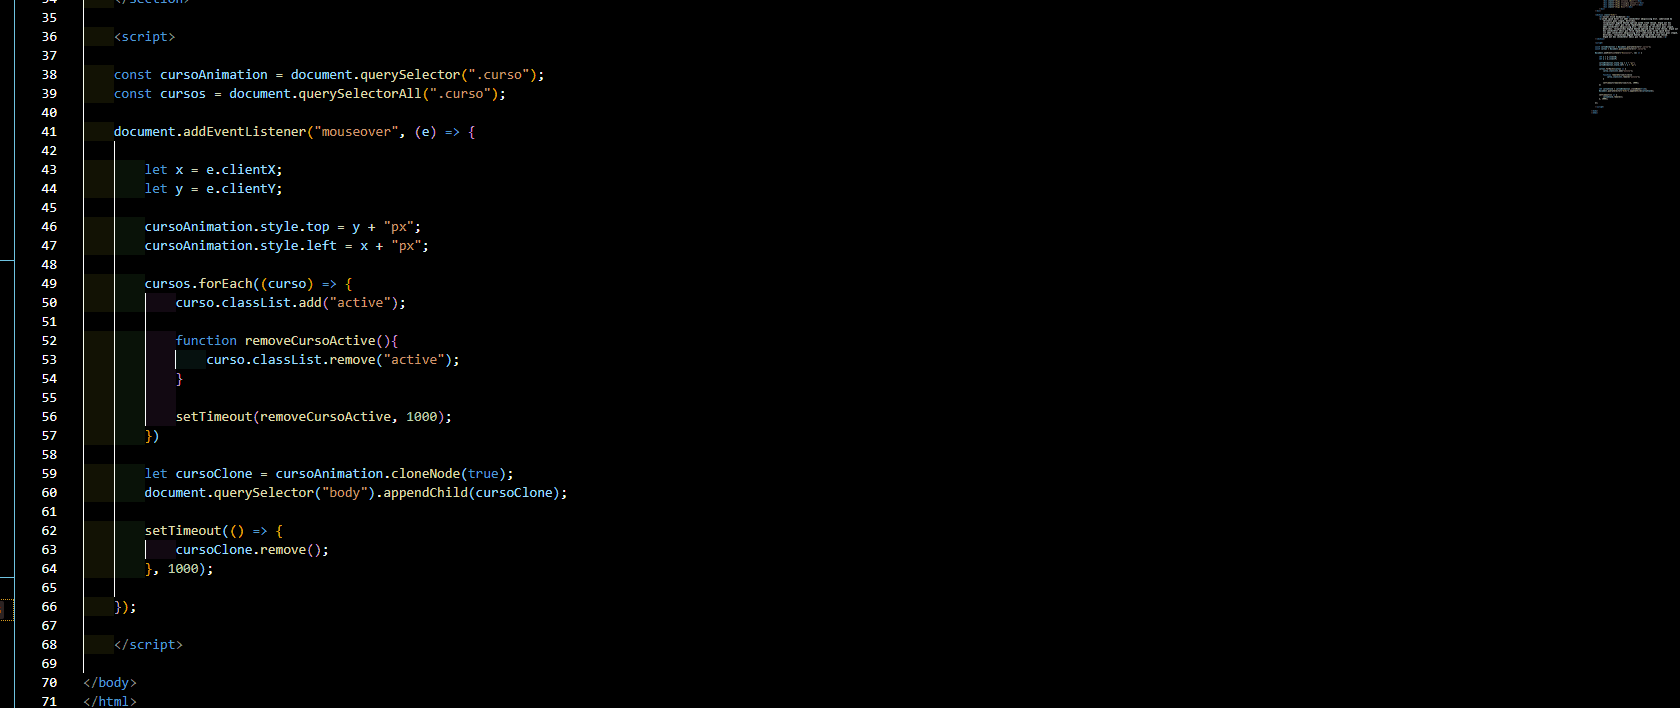 34 </section>
35
36 <script>
37
38 const cursoAnimation = document.querySelector(".curso");
39 const cursos = document.querySelectorAll(".curso");
40
41 document.addEventListener("mouseover", (e) => {
42
43 let x = e.clientX;
44 let y = e.clientY;
45
46 cursoAnimation.style.top = y + "px";
47 cursoAnimation.style.left = x + "px";
48
49 cursos.forEach((curso) => {
50 curso.classList.add("active");
51
52 function removeCursoActive(){
53 curso.classList.remove("active");
54 }
55
56 setTimeout(removeCursoActive, 1000);
57 })
58
59 let cursoClone = cursoAnimation.cloneNode(true);
60 document.querySelector("body").appendChild(cursoClone);
61
62 setTimeout(() => {
63 cursoClone.remove();
64 }, 1000);
65
66 });
67
68 </script>
69
70 </body>
71 </html>